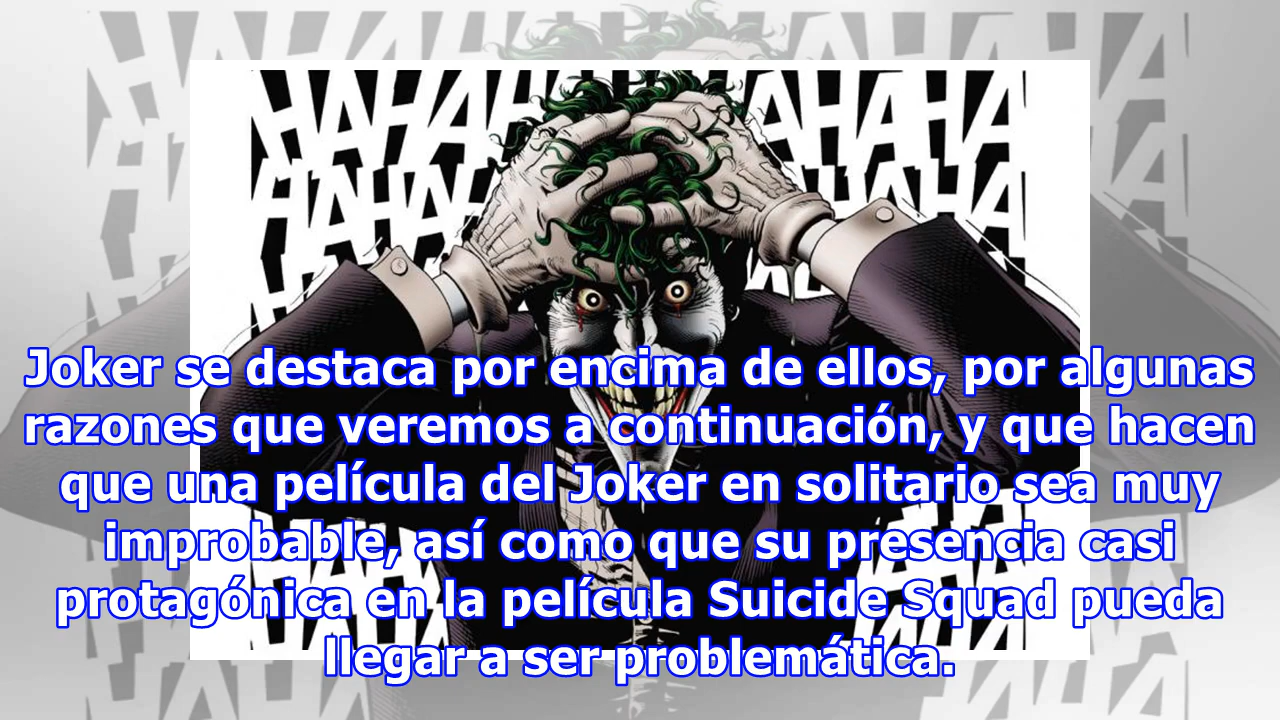 HAHAHAHAHAHA
HAHAHAHAHA
Joker se destaca por encima de ellos, por algunas
razones que veremos a continuación, y que hacen
que una película del Joker en solitario sea muy
improbable, así como que su presencia casi
protagónica en la película Suicide Squad pueda
llegar a ser problemática.